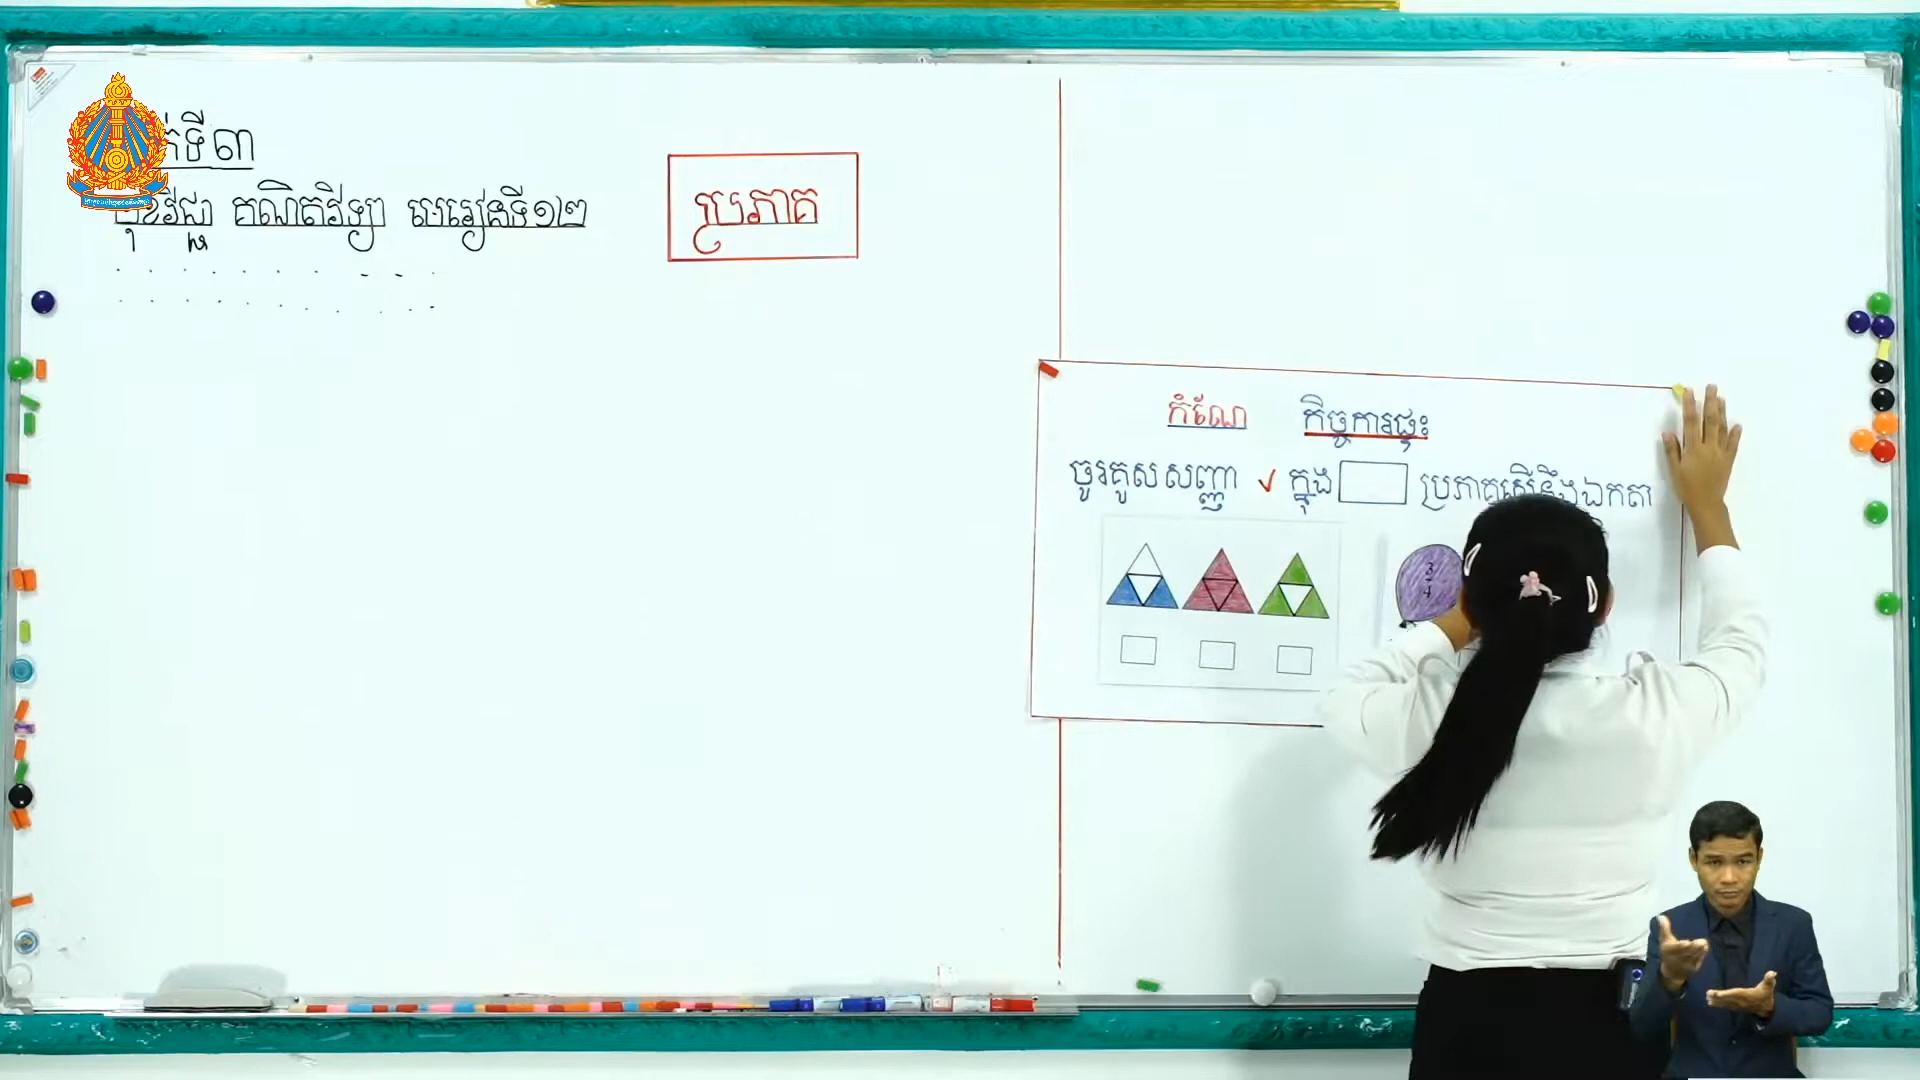 ទី៣
មុខវិជ្ជា គណិតវិទ្យា មេរៀនទី១២
ប្រភាគ
កំណែ កិច្ចការផ្ទះ
ចូរគូសសញ្ញា ✓ ក្នុង ប្រភាគស្មើនឹងឯកតា
3
4